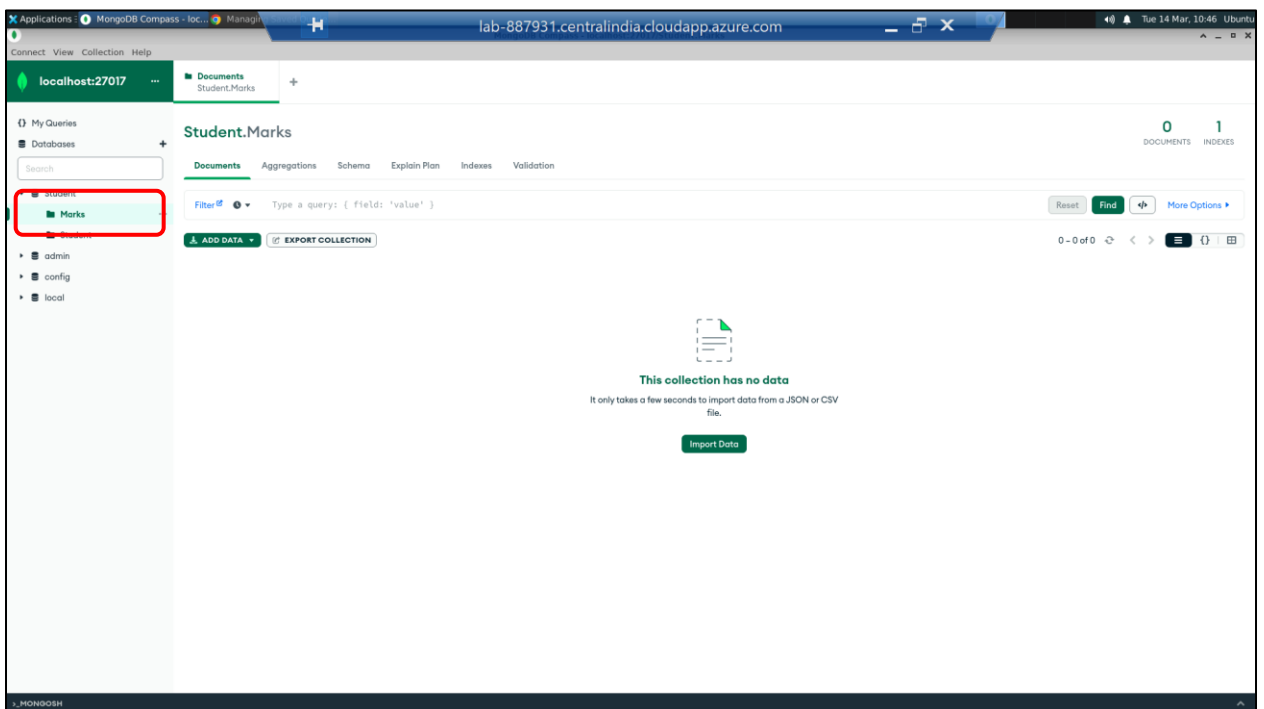 Applications : MongoDB Compass - loc... Managin
lab-887931.centralindia.cloudapp.azure.com
Tue 14 Mar, 10:46 Ubuntu
Connect View Collection Help
localhost:27017 ...
Documents
Student.Marks
+
My Queries
Databases +
Search
Student
Marks
Student
admin
config
local
Student.Marks
0 1
DOCUMENTS INDEXES
Documents Aggregations Schema Explain Plan Indexes Validation
Filter Type a query: { field: 'value' }
Reset Find </> More Options
ADD DATA EXPORT COLLECTION
0 – 0 of 0 < > {}
This collection has no data
It only takes a few seconds to import data from a JSON or CSV
file.
Import Data
>_MONGOSH